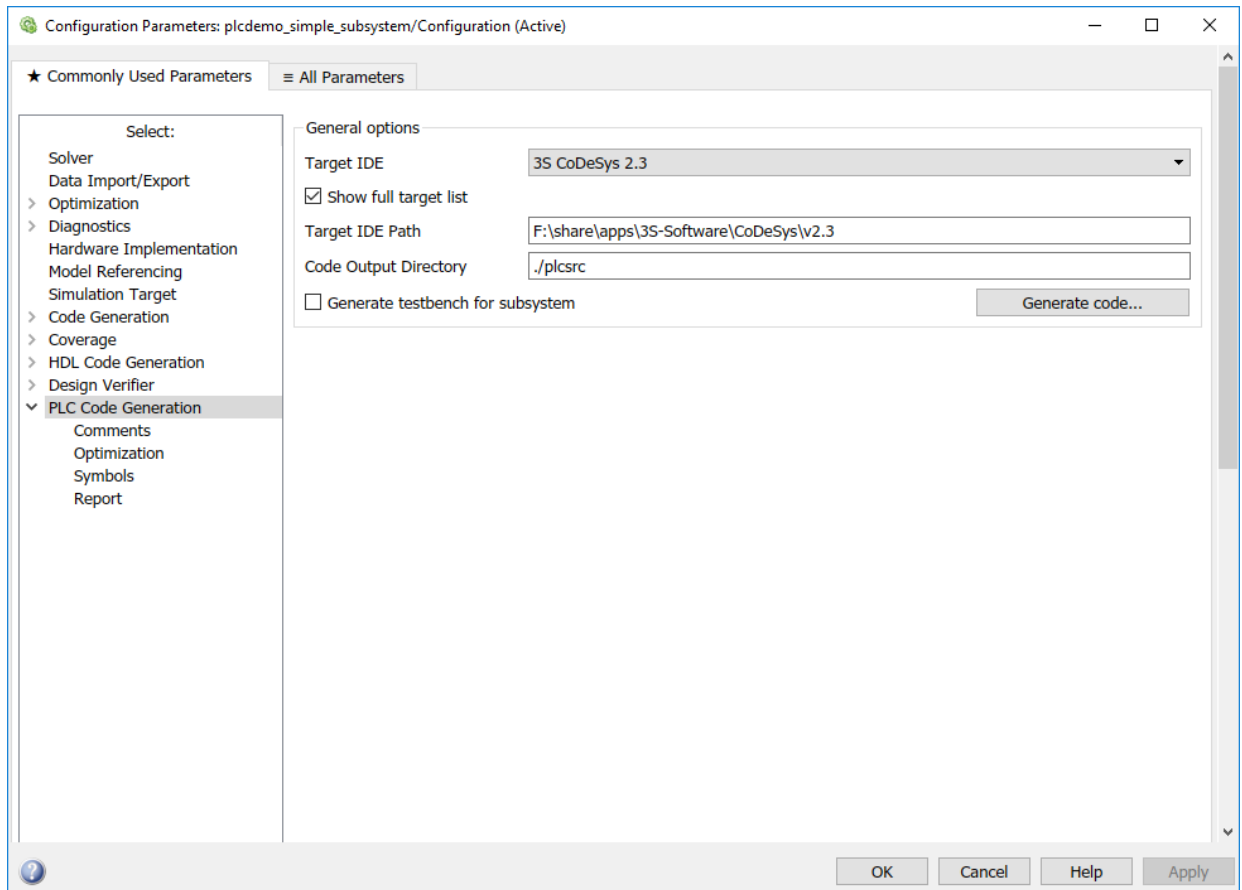 Configuration Parameters: plcdemo_simple_subsystem/Configuration (Active)
★ Commonly Used Parameters
≡ All Parameters
Select:
Solver
Data Import/Export
Optimization
Diagnostics
Hardware Implementation
Model Referencing
Simulation Target
Code Generation
Coverage
HDL Code Generation
Design Verifier
PLC Code Generation
Comments
Optimization
Symbols
Report
General options
Target IDE 3S CoDeSys 2.3
Show full target list
Target IDE Path F:\share\apps\3S-Software\CoDeSys\v2.3
Code Output Directory ./plcsrc
Generate testbench for subsystem Generate code...
? OK Cancel Help Apply